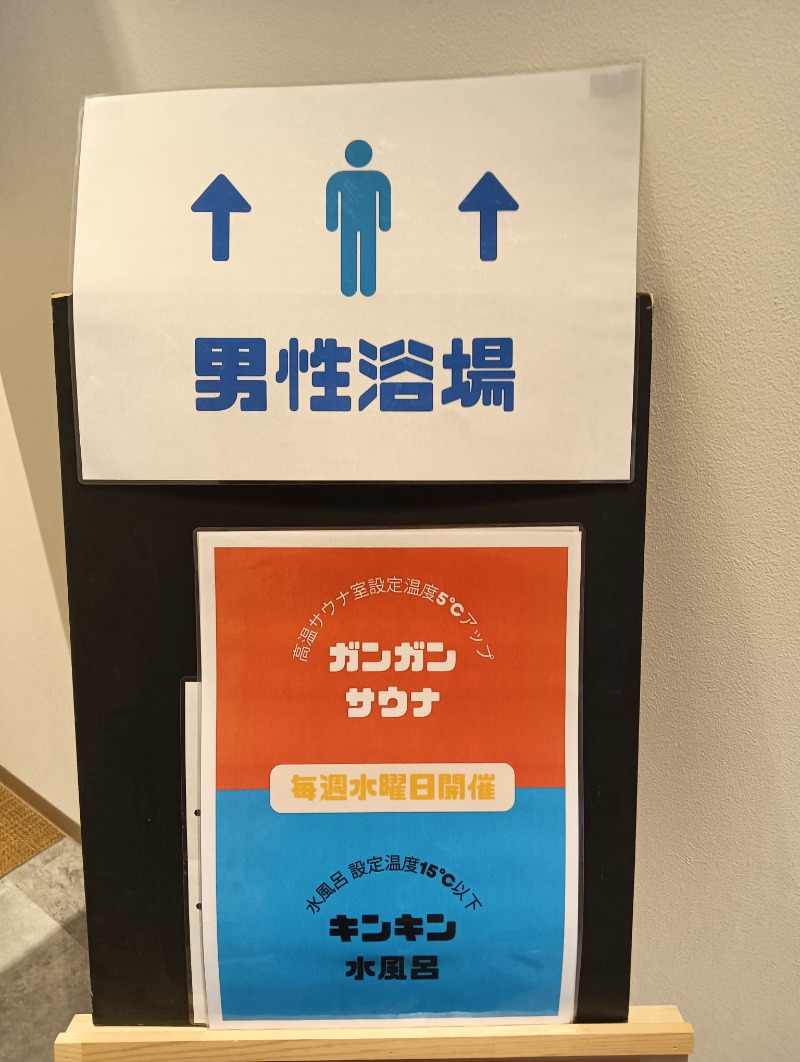 男性浴場
高温サウナ室設定温度5℃アップ
ガンガン
サウナ
毎週水曜日開催
水風呂 設定温度15℃以下
キンキン
水風呂